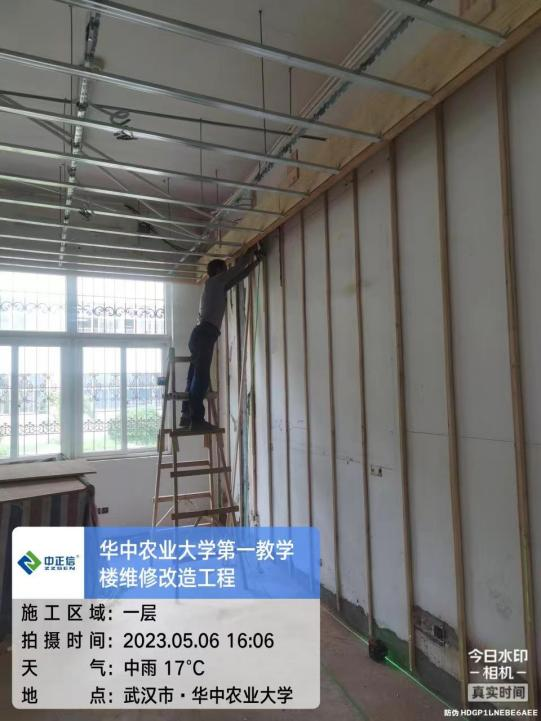 中正信®
ZZSEN
华中农业大学第一教学
楼维修改造工程
施工区域：一层
拍摄时间：2023.05.06 16:06
天气：中雨 17°C
地点：武汉市·华中农业大学
今日水印
-相机-
真实时间
防伪 HDGP1LNEBE6AEE